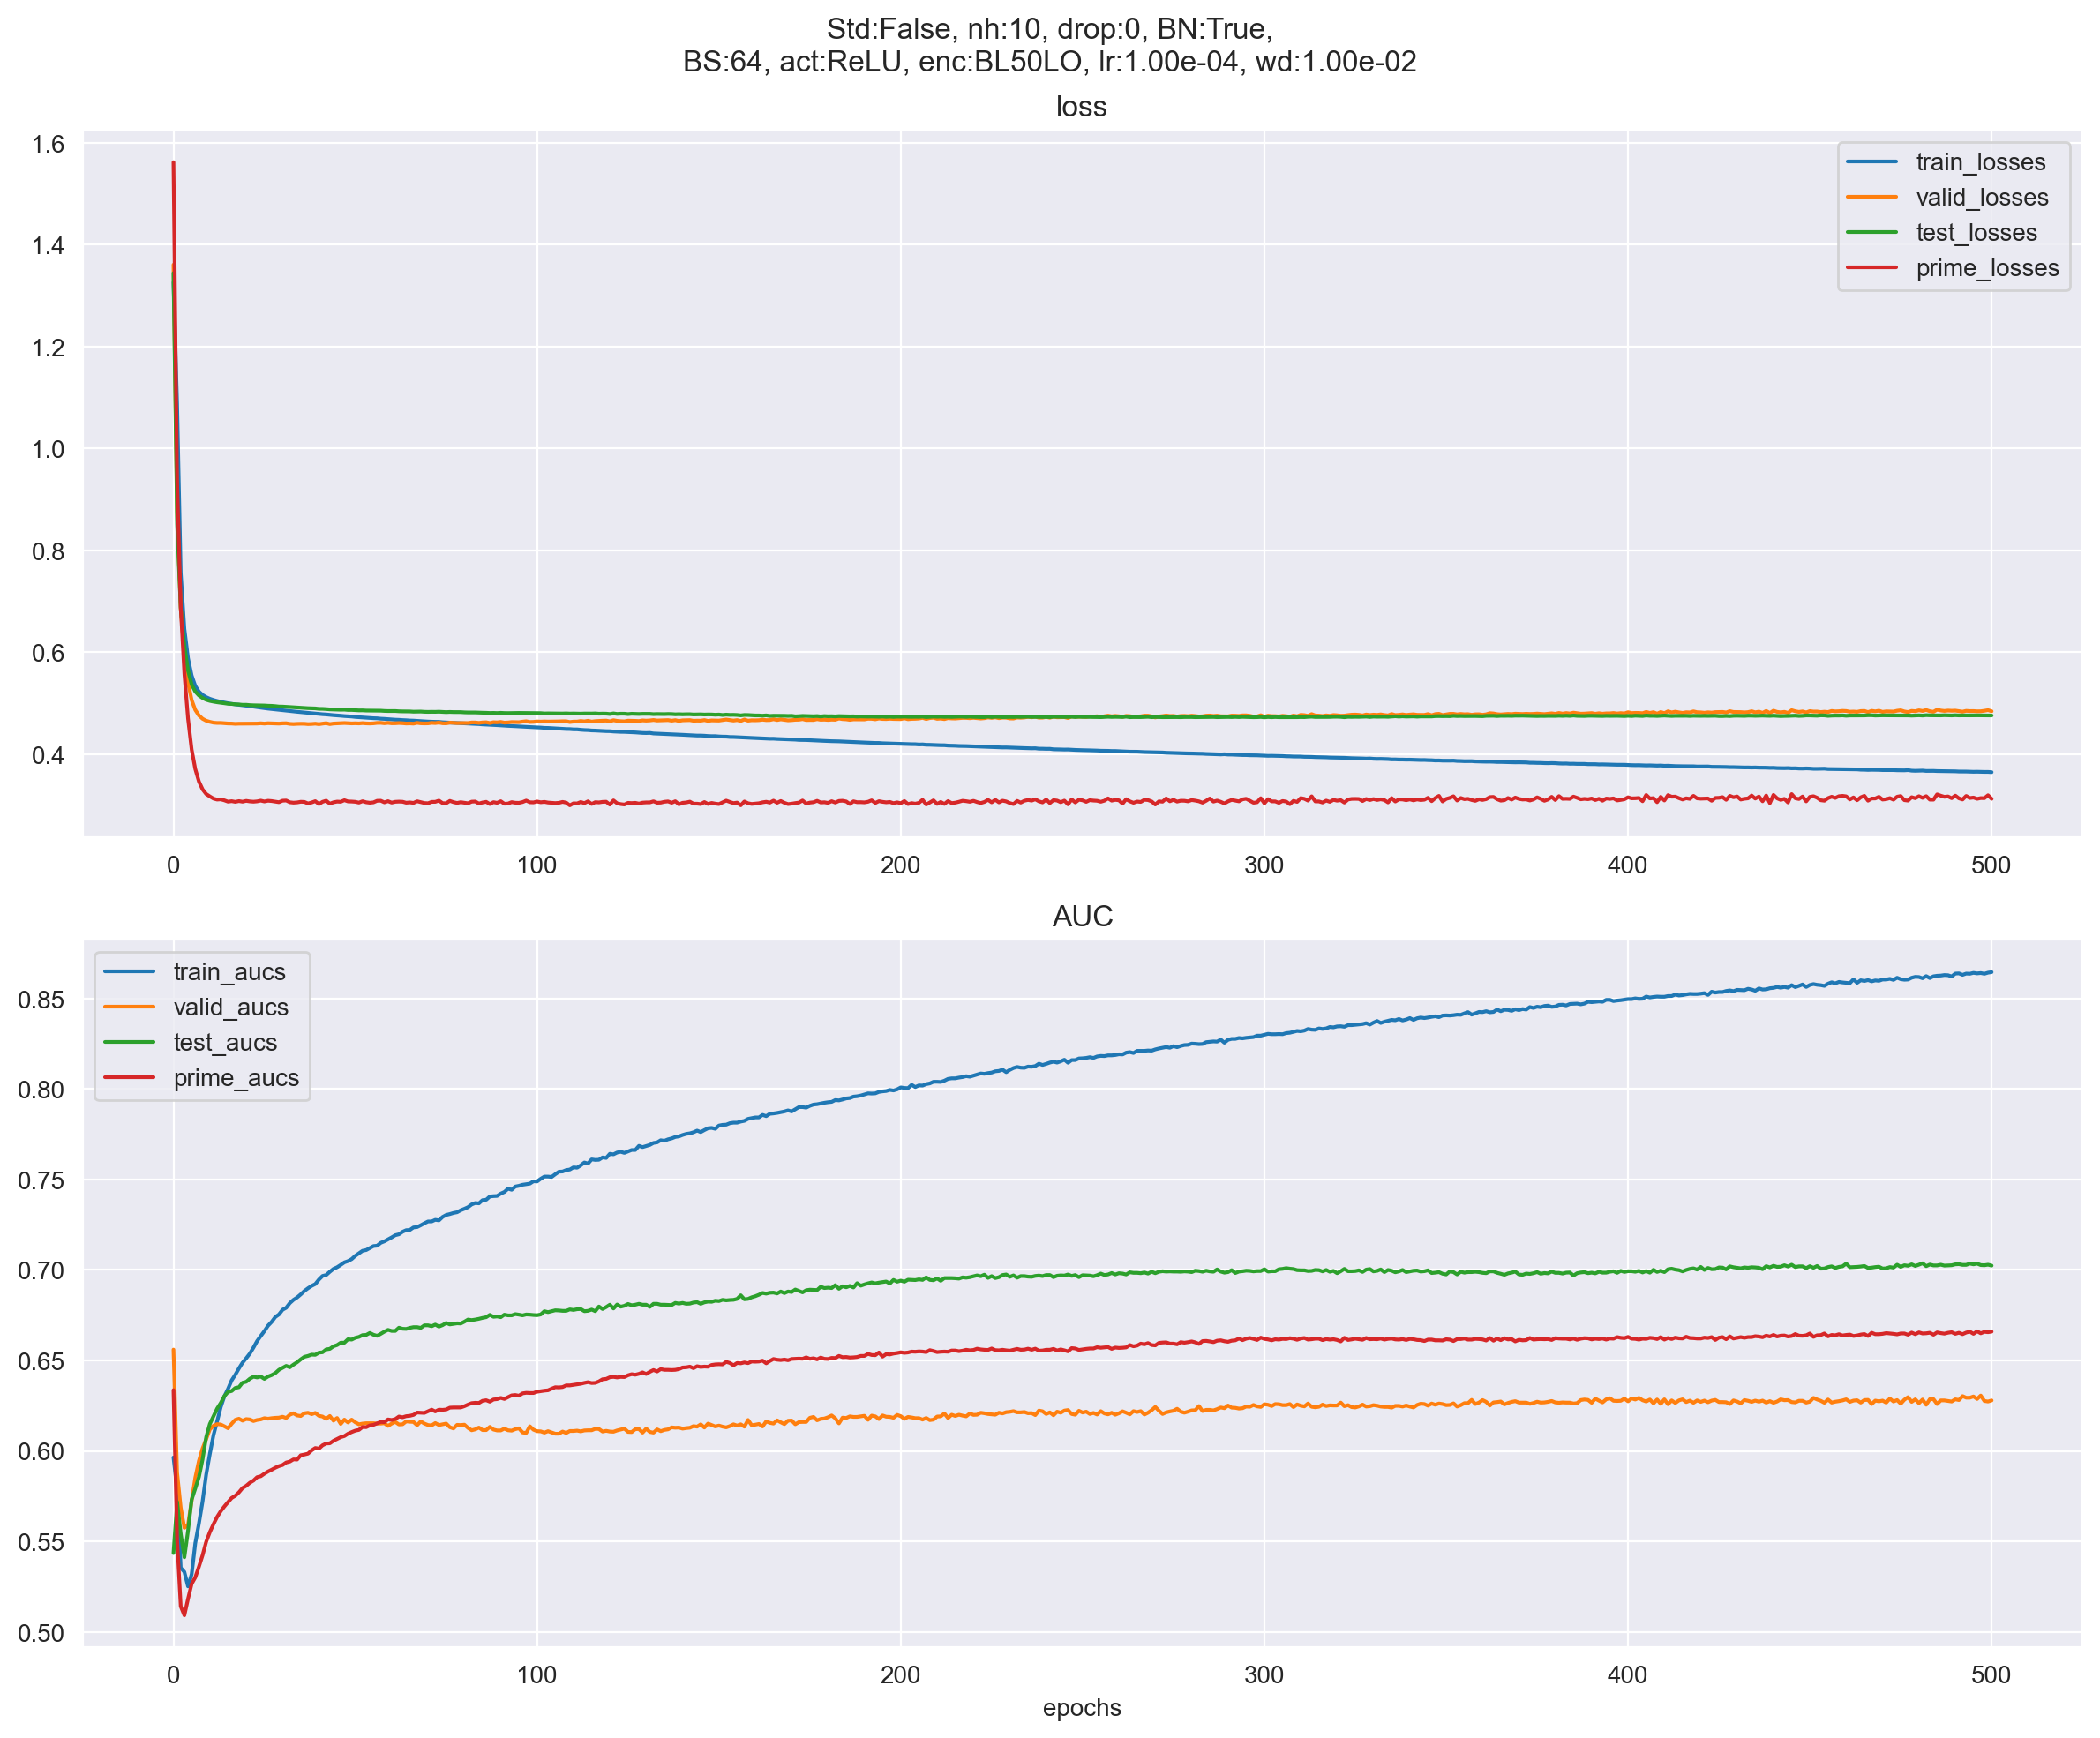 Std:False, nh:10, drop:0, BN:True,
BS:64, act:ReLU, enc:BL50LO, lr:1.00e-04, wd:1.00e-02
loss
1.6
1.4
1.2
1.0
0.8
0.6
0.4
train_losses
valid_losses
test_losses
prime_losses
0 100 200 300 400 500
AUC
train_aucs
valid_aucs
test_aucs
prime_aucs
0.85
0.80
0.75
0.70
0.65
0.60
0.55
0.50
0 100 200 300 400 500
epochs